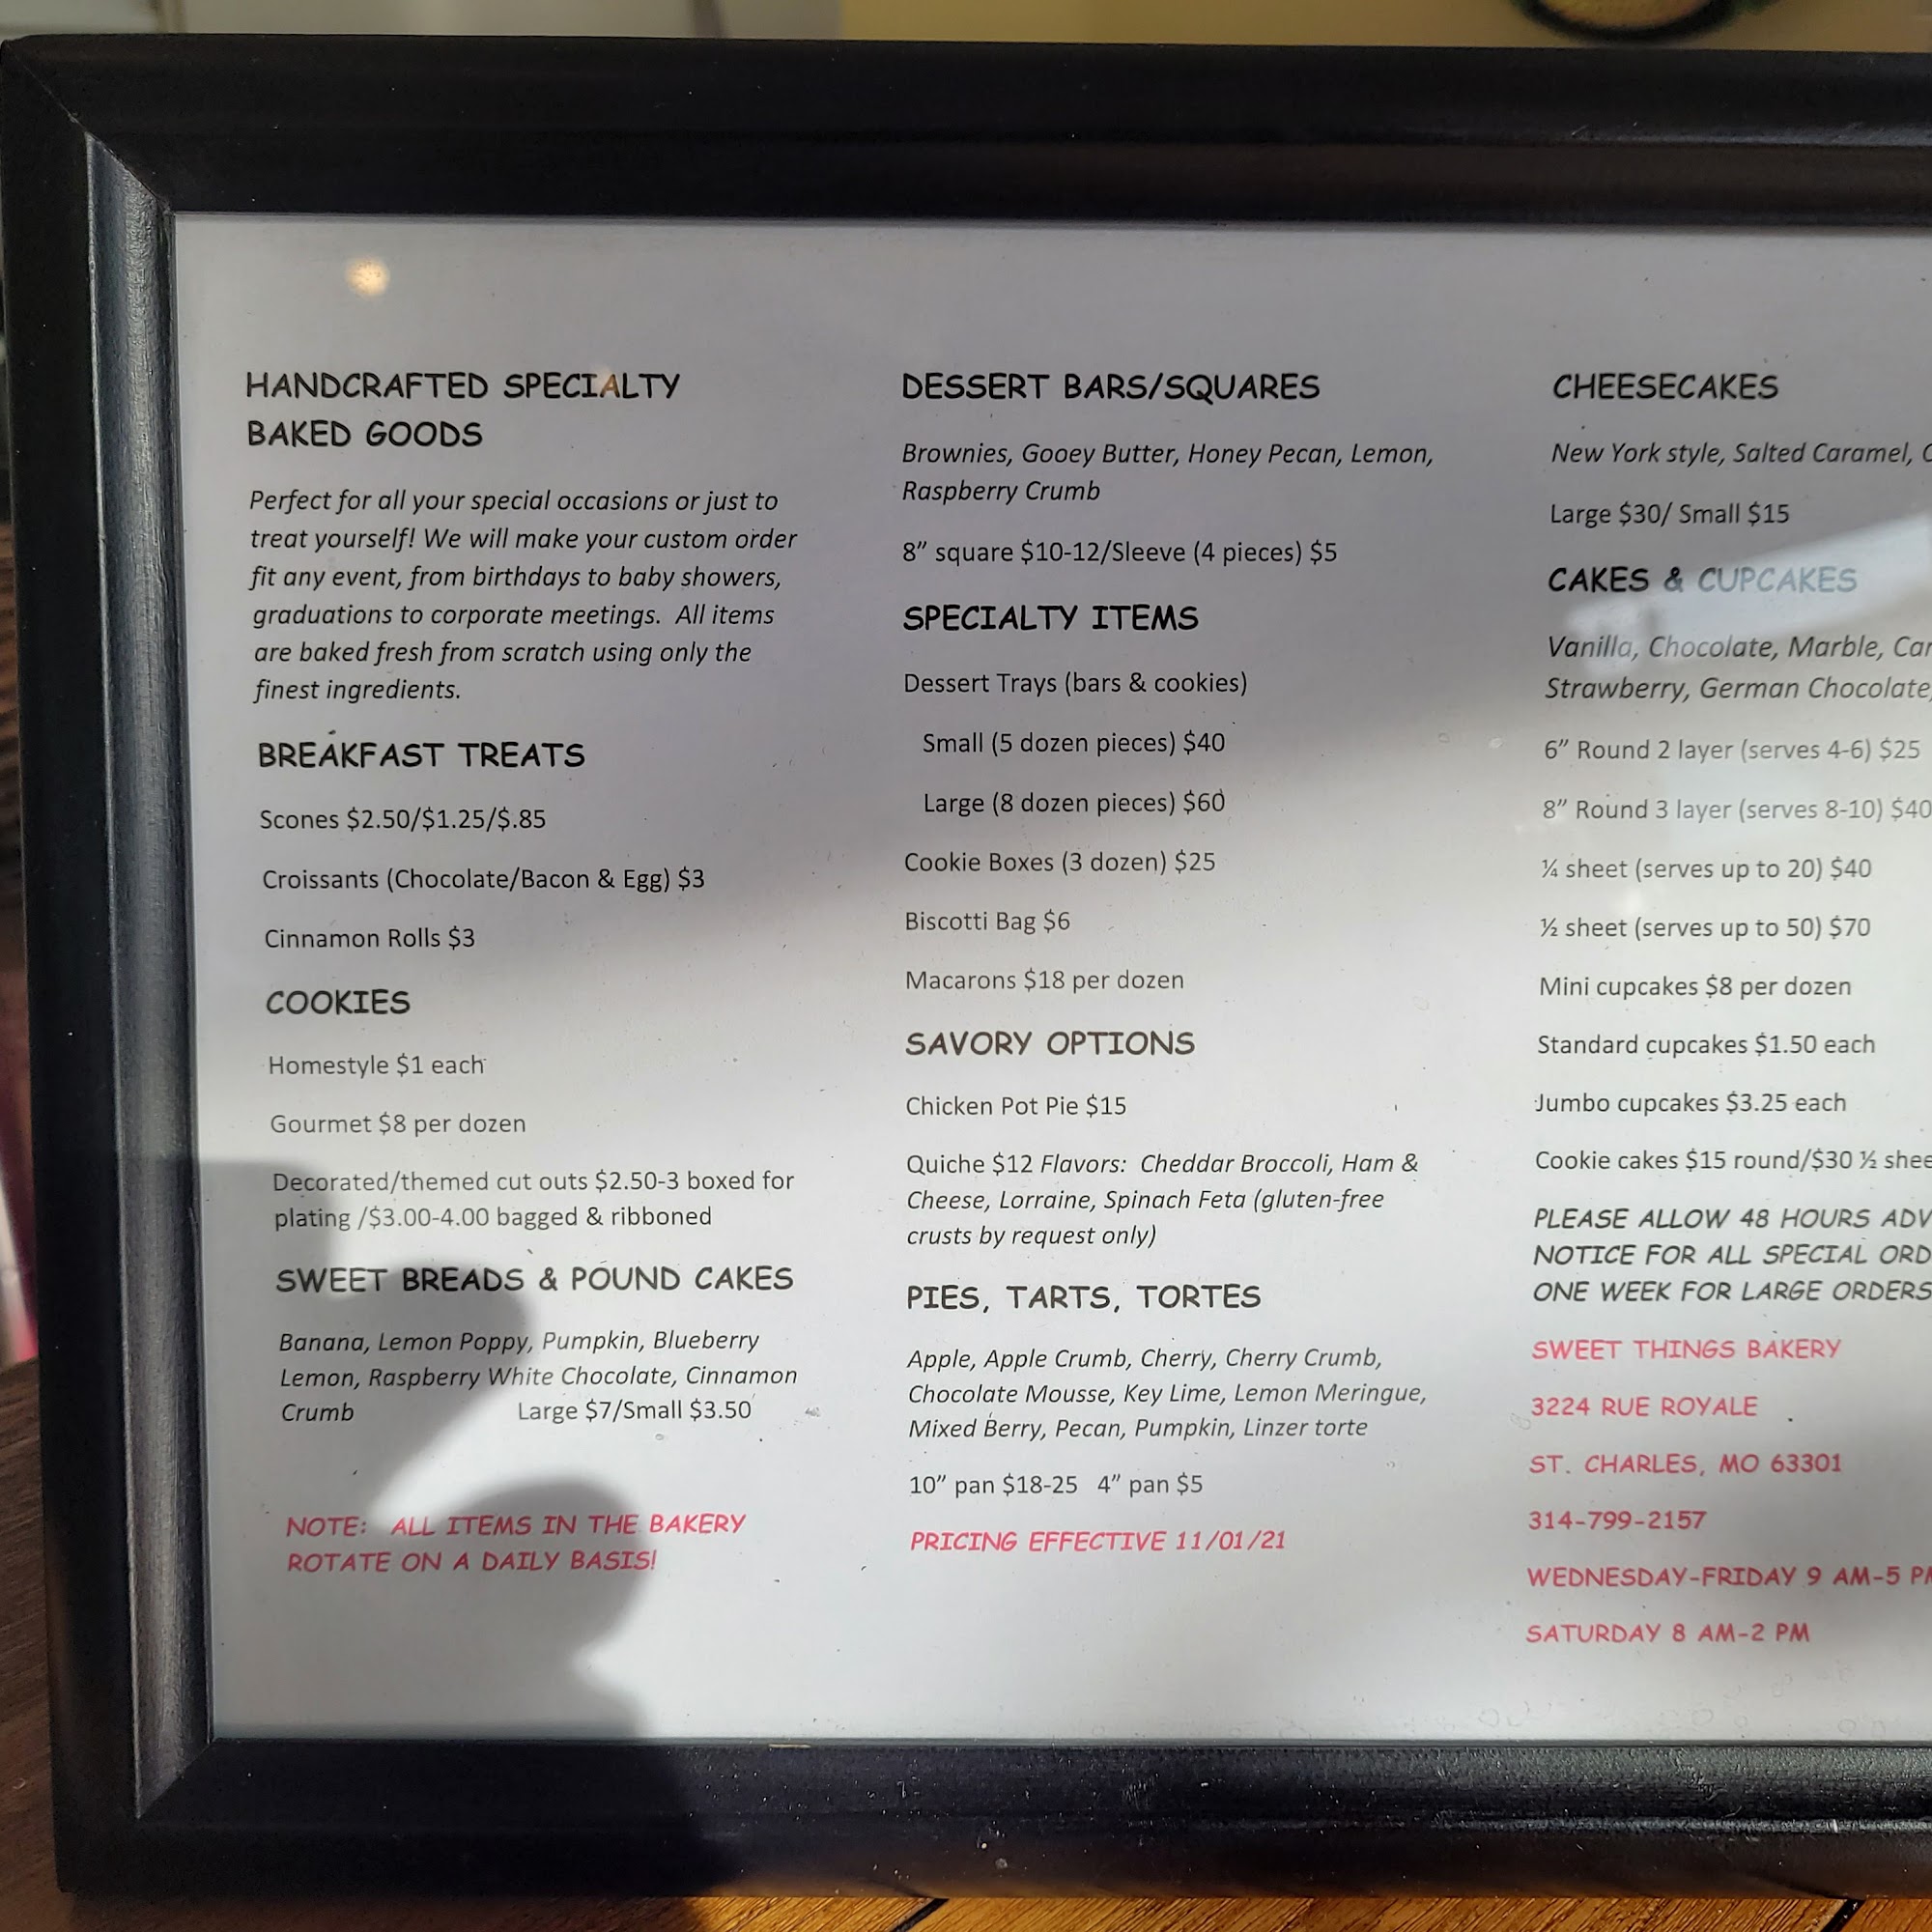 HANDCRAFTED SPECIALTY
BAKED GOODS
Perfect for all your special occasions or just to
treat yourself! We will make your custom order
fit any event, from birthdays to baby showers,
graduations to corporate meetings.  All items
are baked fresh from scratch using only the
finest ingredients.
BREAKFAST TREATS
Scones $2.50/$1.25/$.85
Croissants (Chocolate/Bacon & Egg) $3
Cinnamon Rolls $3
COOKIES
Homestyle $1 each
Gourmet $8 per dozen
Decorated/themed cut outs $2.50-3 boxed for
plating /$3.00-4.00 bagged & ribboned
SWEET BREADS & POUND CAKES
Banana, Lemon Poppy, Pumpkin, Blueberry
Lemon, Raspberry White Chocolate, Cinnamon
Crumb Large $7/Small $3.50
NOTE:  ALL ITEMS IN THE BAKERY
ROTATE ON A DAILY BASIS!
DESSERT BARS/SQUARES
Brownies, Gooey Butter, Honey Pecan, Lemon,
Raspberry Crumb
8” square $10-12/Sleeve (4 pieces) $5
SPECIALTY ITEMS
Dessert Trays (bars & cookies)
Small (5 dozen pieces) $40
Large (8 dozen pieces) $60
Cookie Boxes (3 dozen) $25
Biscotti Bag $6
Macarons $18 per dozen
SAVORY OPTIONS
Chicken Pot Pie $15
Quiche $12 Flavors:  Cheddar Broccoli, Ham &
Cheese, Lorraine, Spinach Feta (gluten-free
crusts by request only)
PIES, TARTS, TORTES
Apple, Apple Crumb, Cherry, Cherry Crumb,
Chocolate Mousse, Key Lime, Lemon Meringue,
Mixed Berry, Pecan, Pumpkin, Linzer torte
10” pan $18-25   4” pan $5
PRICING EFFECTIVE 11/01/21
CHEESECAKES
New York style, Salted Caramel,
Large $30/ Small $15
CAKES & CUPCAKES
Vanilla, Chocolate, Marble,
Strawberry, German Chocolate,
6” Round 2 layer (serves 4-6) $25
8” Round 3 layer (serves 8-10) $40
¼ sheet (serves up to 20) $40
½ sheet (serves up to 50) $70
Mini cupcakes $8 per dozen
Standard cupcakes $1.50 each
Jumbo cupcakes $3.25 each
Cookie cakes $15 round/$30 ½
PLEASE ALLOW 48 HOURS
NOTICE FOR ALL SPECIAL
ONE WEEK FOR LARGE ORDERS
SWEET THINGS BAKERY
3224 RUE ROYALE
ST. CHARLES, MO 63301
314-799-2157
WEDNESDAY-FRIDAY 9 AM-5 PM
SATURDAY 8 AM-2 PM